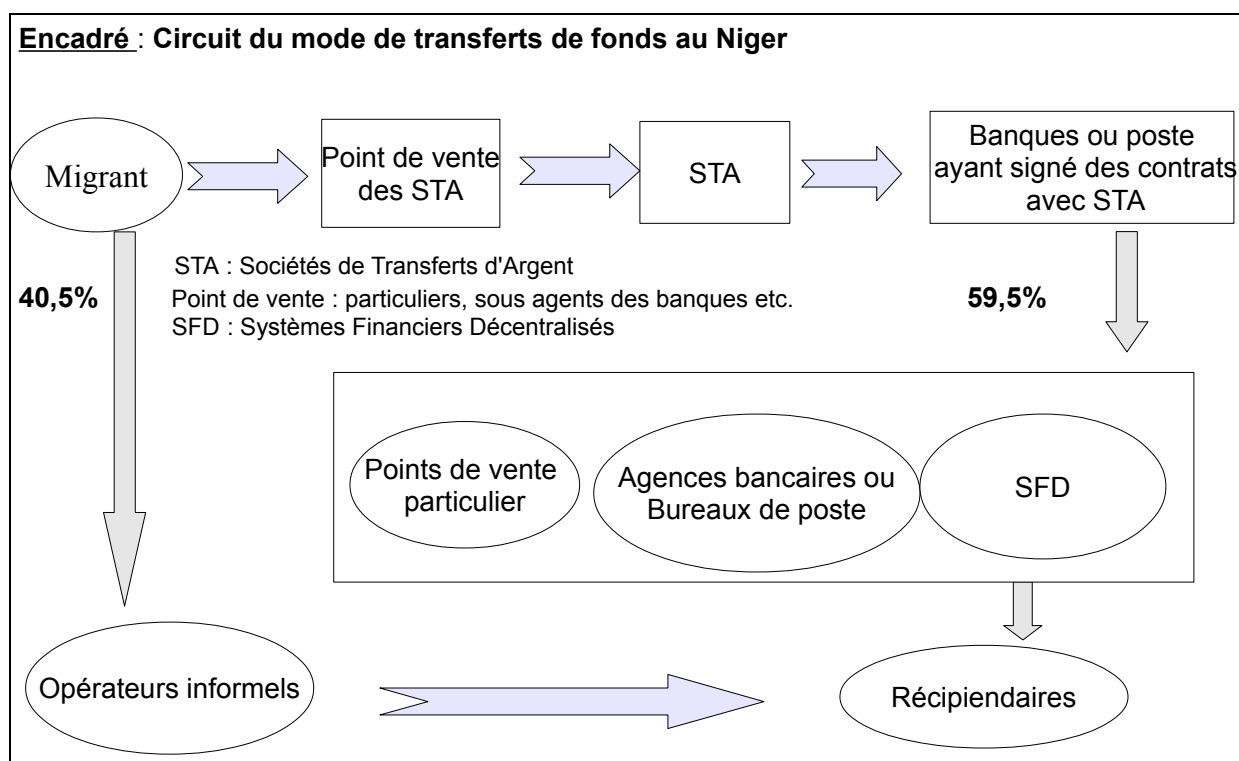 Encadré : Circuit du mode de transferts de fonds au Niger
Migrant
Point de vente
des STA
STA
Banques ou poste
ayant signé des contrats
avec STA
STA : Sociétés de Transferts d'Argent
40,5%
Point de vente : particuliers, sous agents des banques etc.
59,5%
SFD : Systèmes Financiers Décentralisés
Points de vente
particulier
Agences bancaires ou
Bureaux de poste
SFD
Opérateurs informels
Récipiendaires